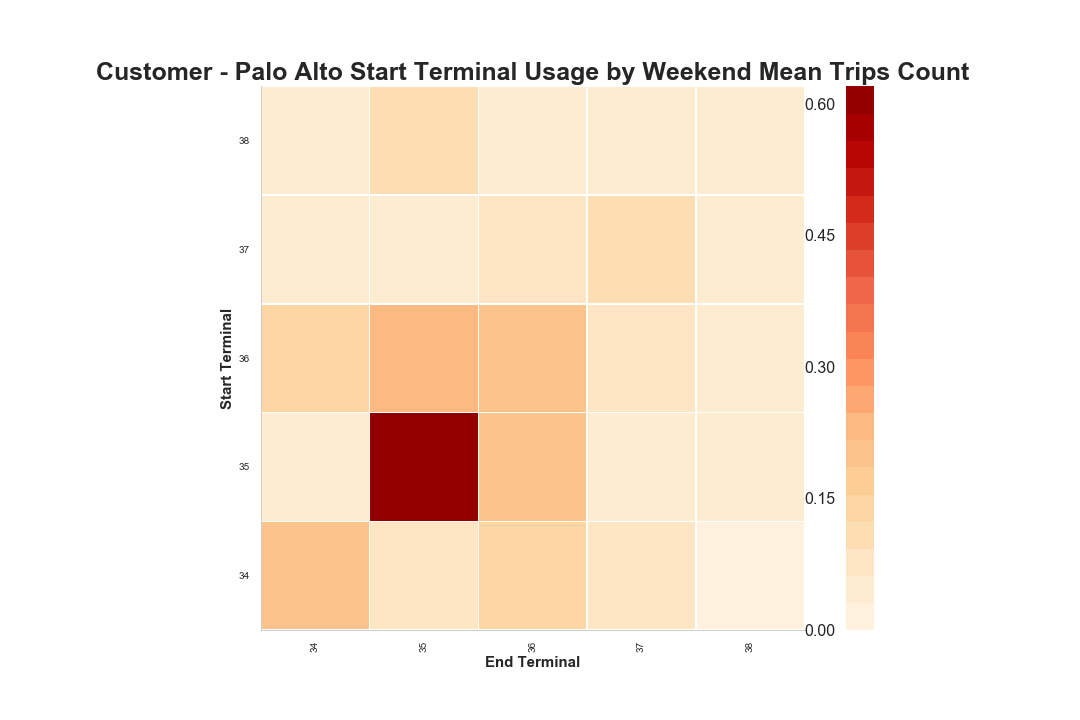 Customer - Palo Alto Start Terminal Usage by Weekend Mean Trips Count
0.60
38
0.45
37
Start Terminal
36
0.30
35
0.15
34
0.00
34 35 36 37 38
End Terminal